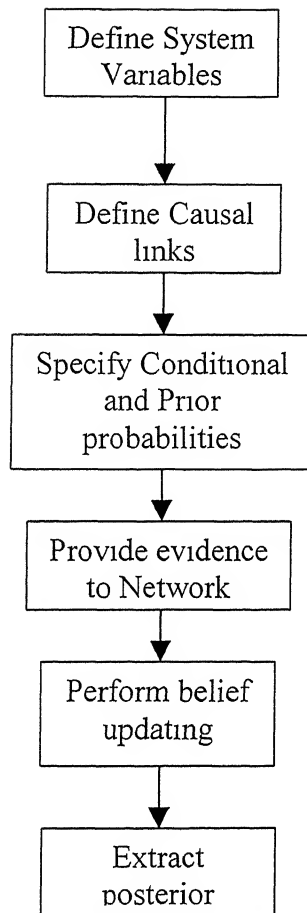 Define System
Variables
Define Causal
links
Specify Conditional
and Prior
probabilities
Provide evidence
to Network
Perform belief
updating
Extract
posterior